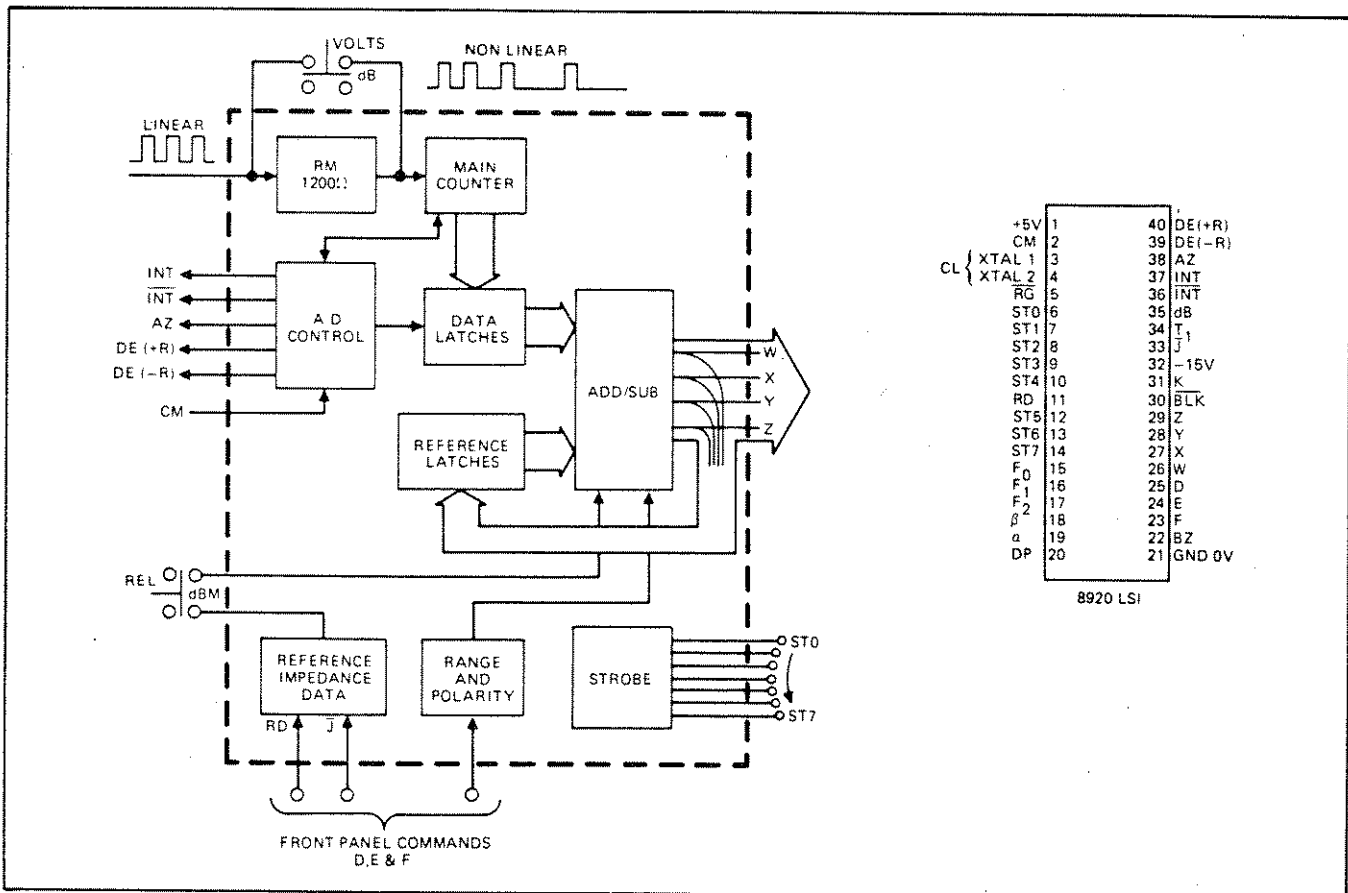 VOLTS
dB
NON LINEAR
LINEAR
RM
1200Ω
MAIN
COUNTER
INT
I̅N̅T̅
AZ
DE (+R)
DE (-R)
CM
A D
CONTROL
DATA
LATCHES
REFERENCE
LATCHES
ADD/SUB
W
X
Y
Z
REL
dBM
REFERENCE
IMPEDANCE
DATA
RD J̅
RANGE
AND
POLARITY
STROBE
ST0
ST7
FRONT PANEL COMMANDS
D,E & F
+5V 1 40 DE(+R)
CM 2 39 DE(-R)
CL { XTAL 1 3 38 AZ
XTAL 2 4 37 INT
R̅G̅ 5 36 I̅N̅T̅
ST0 6 35 dB
ST1 7 34 T1
ST2 8 33 J̅
ST3 9 32 -15V
ST4 10 31 K
RD 11 30 B̅L̅K̅
ST5 12 29 Z
ST6 13 28 Y
ST7 14 27 X
F0 15 26 W
F1 16 25 D
F2 17 24 E
β 18 23 F
α 19 22 BZ
DP 20 21 GND 0V
8920 LSI